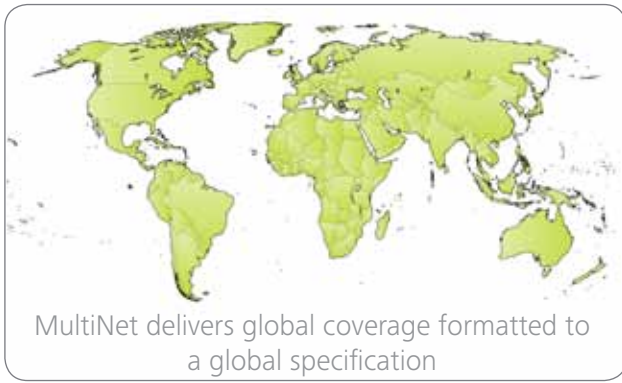 MultiNet delivers global coverage formatted to
a global specification